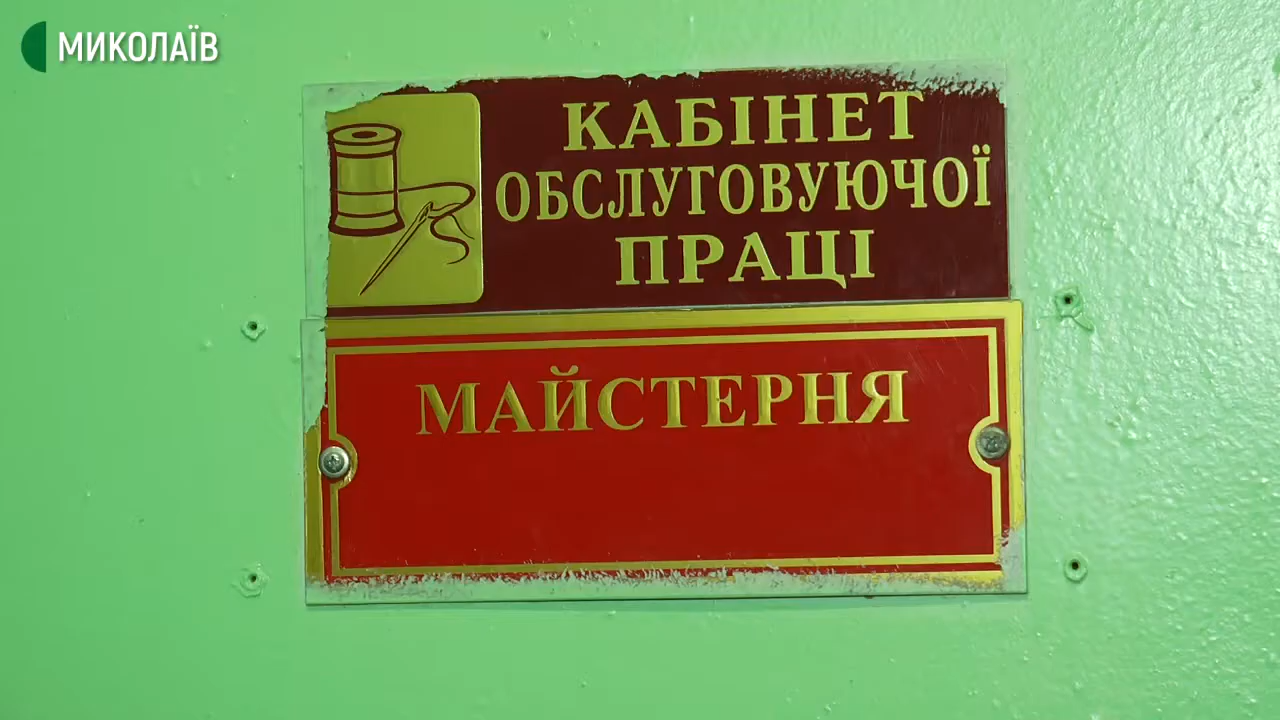 МИКОЛАЇВ
КАБІНЕТ
ОБСЛУГОВУЮЧОЇ
ПРАЦІ
МАЙСТЕРНЯ